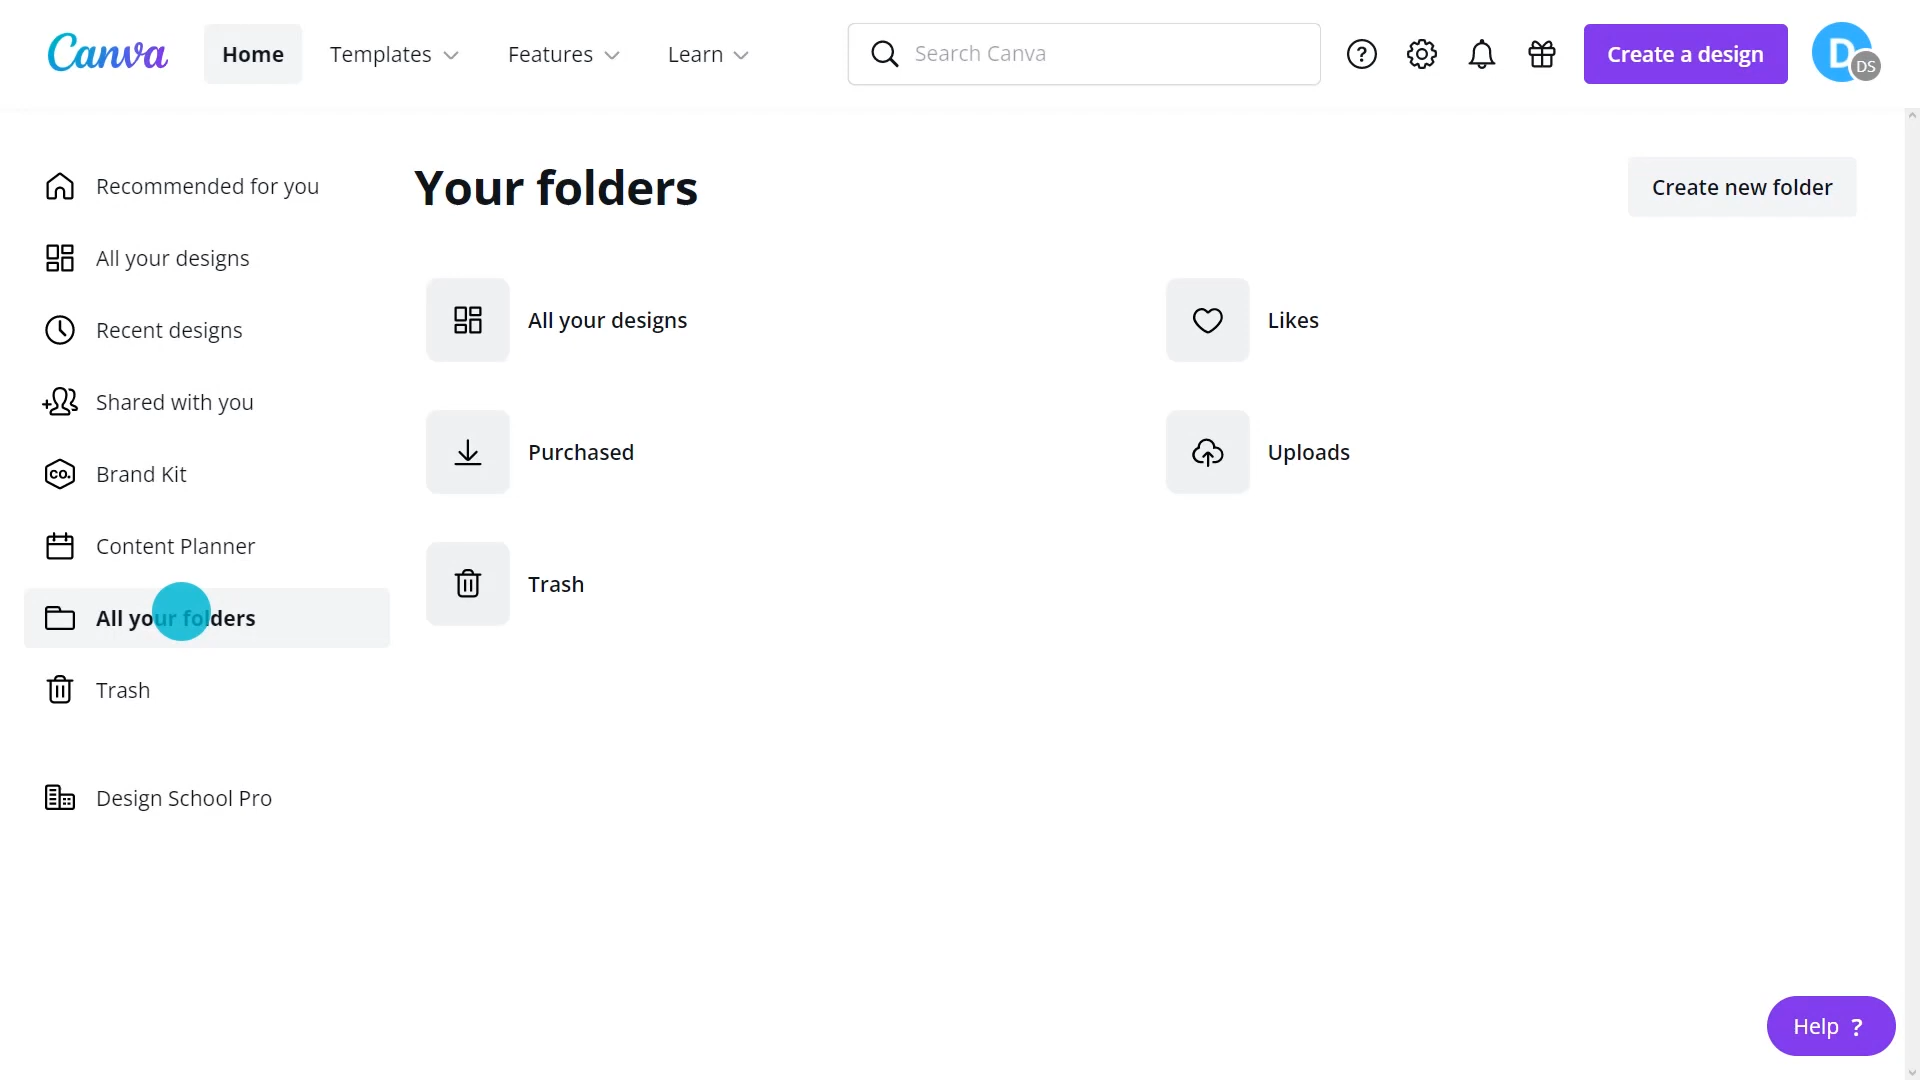 Canva
Home
Templates
Features
Learn
Search Canva
Create a design
D
DS
Recommended for you
All your designs
Recent designs
Shared with you
CO.
Brand Kit
Content Planner
All your folders
Trash
Design School Pro
Your folders
Create new folder
All your designs
Likes
Purchased
Uploads
Trash
Help ?